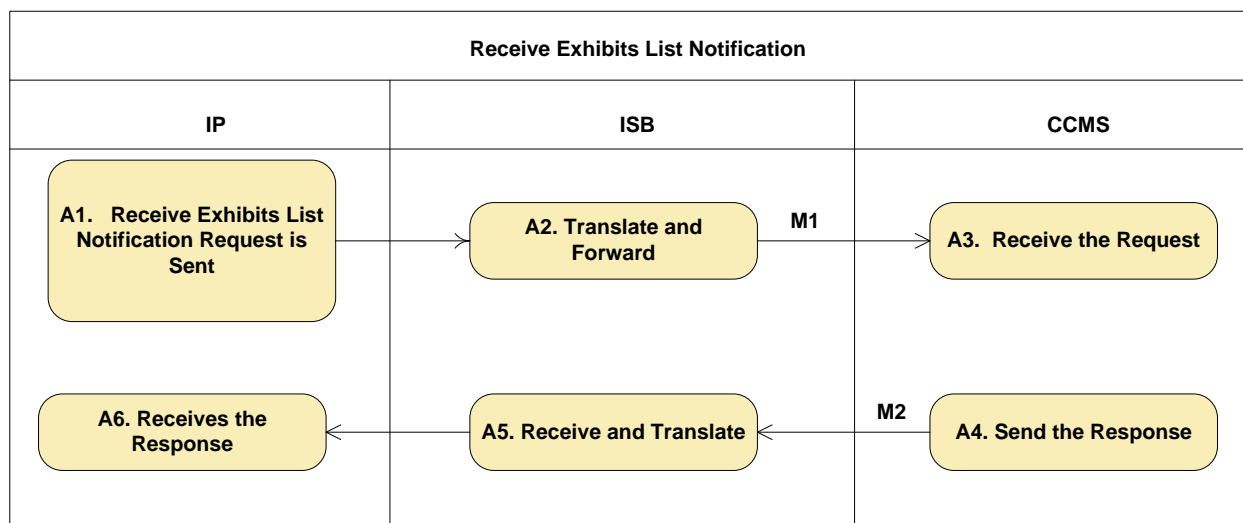 Receive Exhibits List Notification
IP
ISB
CCMS
A1. Receive Exhibits List
Notification Request is
Sent
A2. Translate and
Forward
M1
A3. Receive the Request
A6. Receives the
Response
A5. Receive and Translate
M2
A4. Send the Response